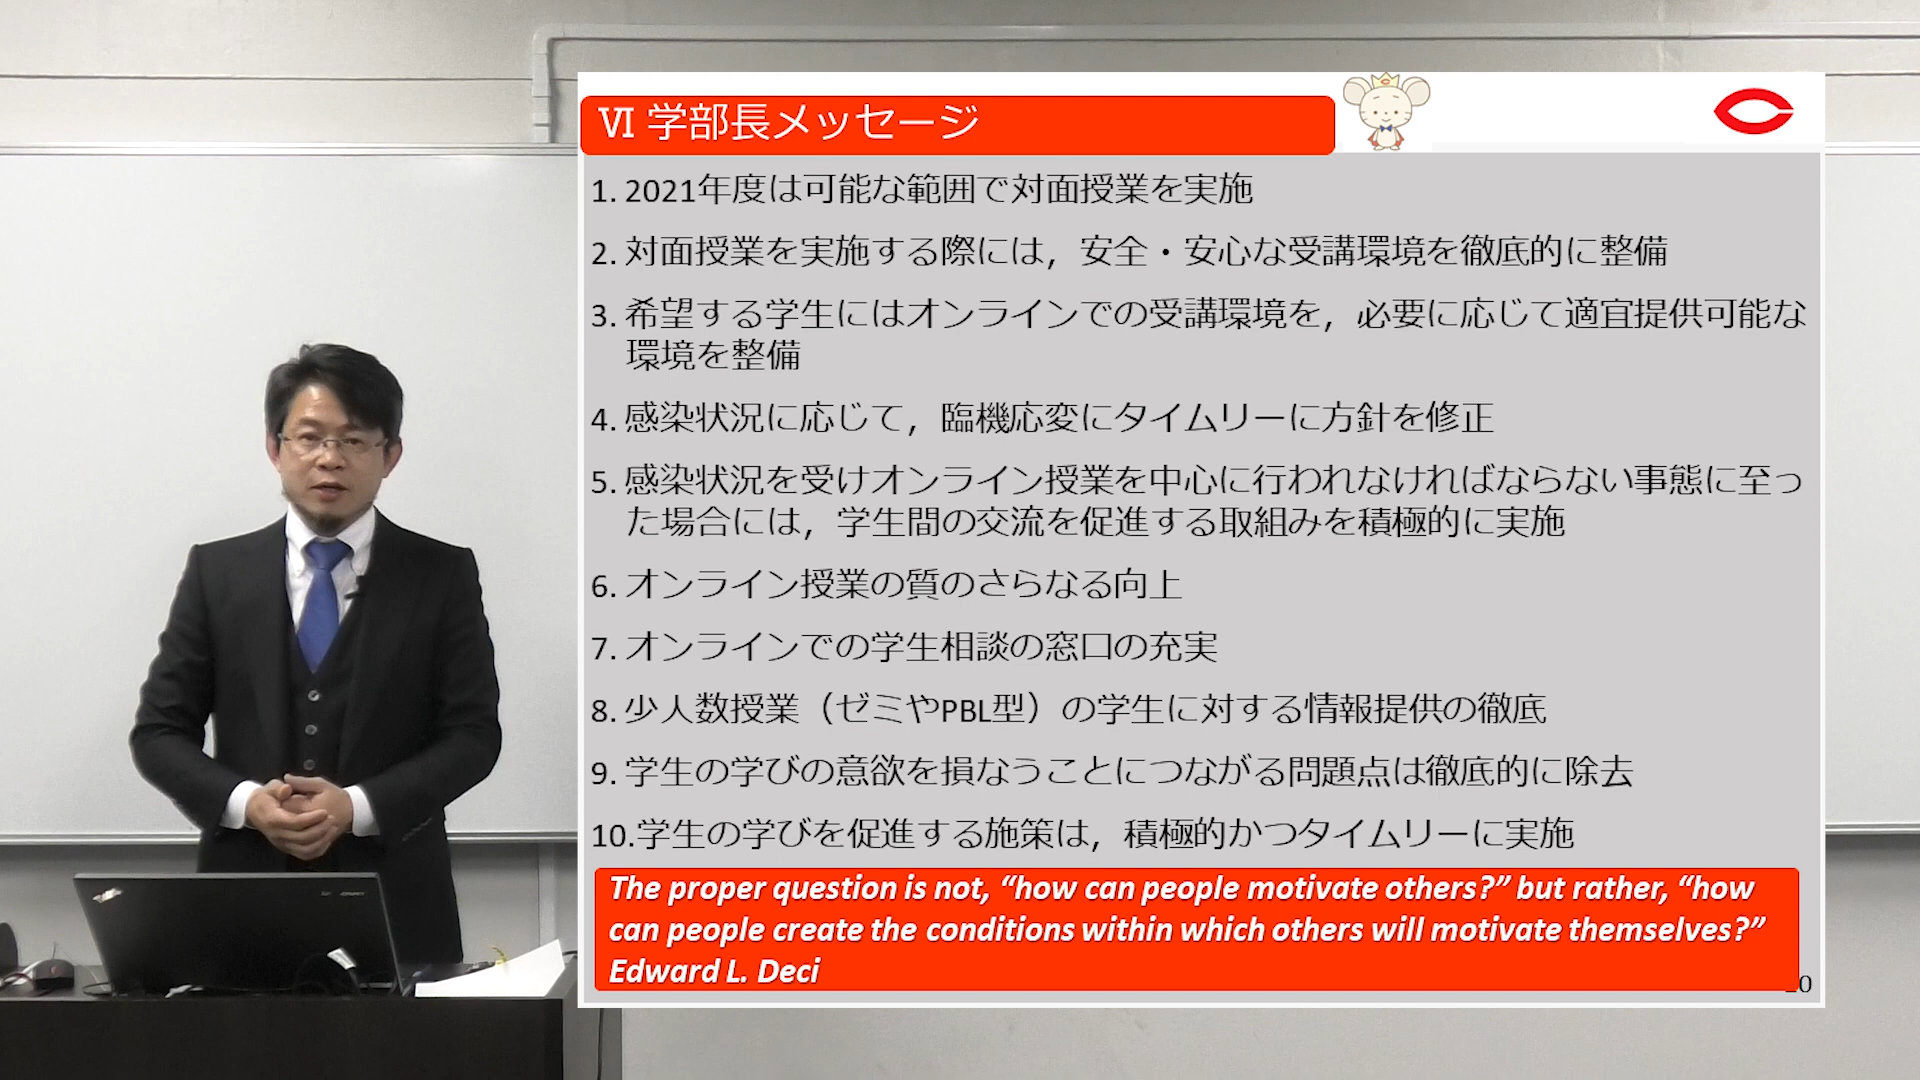 Ⅵ 学部長メッセージ
1. 2021年度は可能な範囲で対面授業を実施
2. 対面授業を実施する際には，安全・安心な受講環境を徹底的に整備
3. 希望する学生にはオンラインでの受講環境を，必要に応じて適宜提供可能な
環境を整備
4. 感染状況に応じて，臨機応変にタイムリーに方針を修正
5. 感染状況を受けオンライン授業を中心に行われなければならない事態に至っ
た場合には，学生間の交流を促進する取組みを積極的に実施
6. オンライン授業の質のさらなる向上
7. オンラインでの学生相談の窓口の充実
8. 少人数授業（ゼミやPBL型）の学生に対する情報提供の徹底
9. 学生の学びの意欲を損なうことにつながる問題点は徹底的に除去
10.学生の学びを促進する施策は，積極的かつタイムリーに実施
The proper question is not, “how can people motivate others?” but rather, “how
can people create the conditions within which others will motivate themselves?”
Edward L. Deci